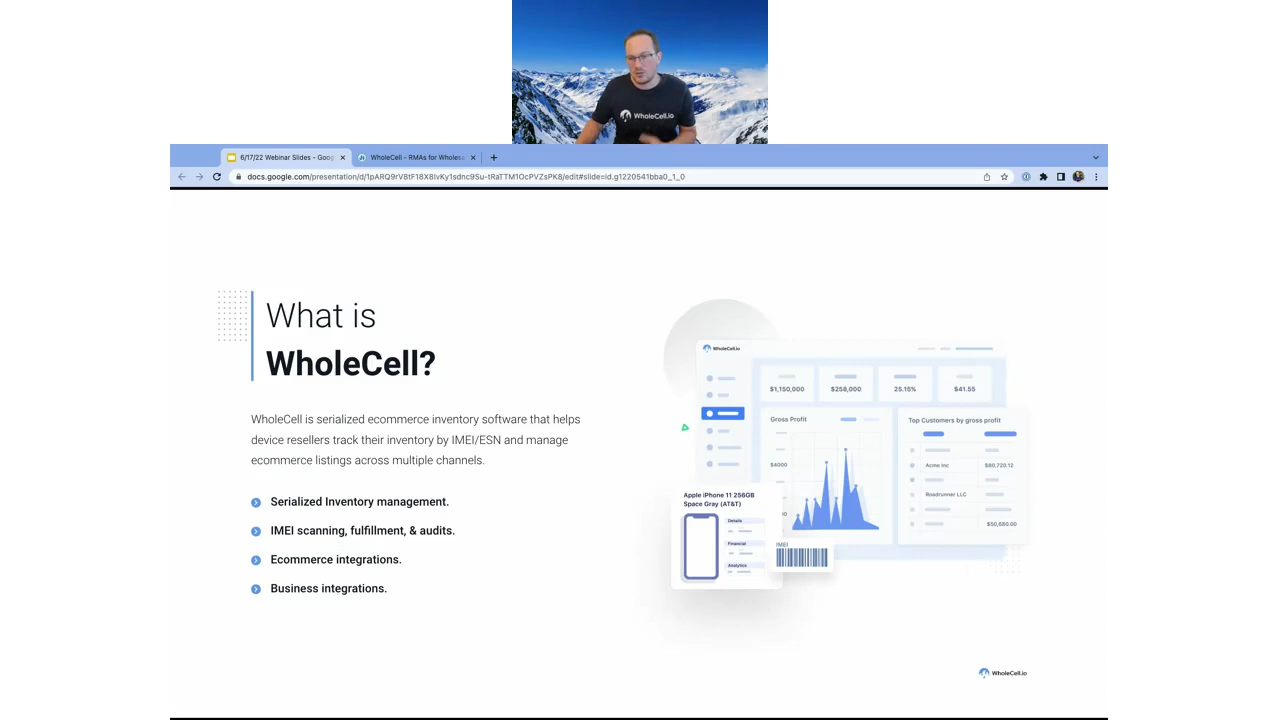 WholeCell.io
6/17/22 Webinar Slides - Goog
WholeCell - RMAs for Wholesa
docs.google.com/presentation/d/1pARQ9rV8tF18X8IvKy1sdnc9Su-tRaTTM1OcPVZsPK8/edit#slide=id.g1220541bba0_1_0
What is
WholeCell?
WholeCell is serialized ecommerce inventory software that helps
device resellers track their inventory by IMEI/ESN and manage
ecommerce listings across multiple channels.
Serialized Inventory management.
IMEI scanning, fulfillment, & audits.
Ecommerce integrations.
Business integrations.
WholeCell.io
$1,150,000
$258,000
25.15%
$41.55
Gross Profit
$4000
Top Customers by gross profit
Acme Inc
$80,720.12
Roadrunner LLC
$50,680.00
Apple iPhone 11 256GB
Space Gray (AT&T)
Details
Financial
Analytics
IMEI
WholeCell.io